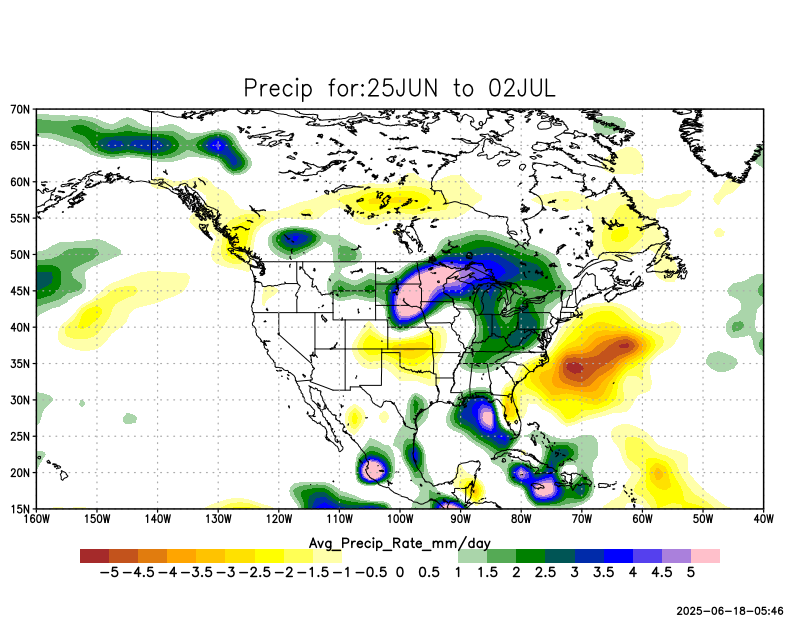 Precip for:25JUN to 02JUL
70N
65N
60N
55N
50N
45N
40N
35N
30N
25N
20N
15N
160W 150W 140W 130W 120W 110W 100W 90W 80W 70W 60W 50W 40W
Avg_Precip_Rate_mm/day
-5 -4.5 -4 -3.5 -3 -2.5 -2 -1.5 -1 -0.5 0 0.5 1 1.5 2 2.5 3 3.5 4 4.5 5
2025-06-18-05:46